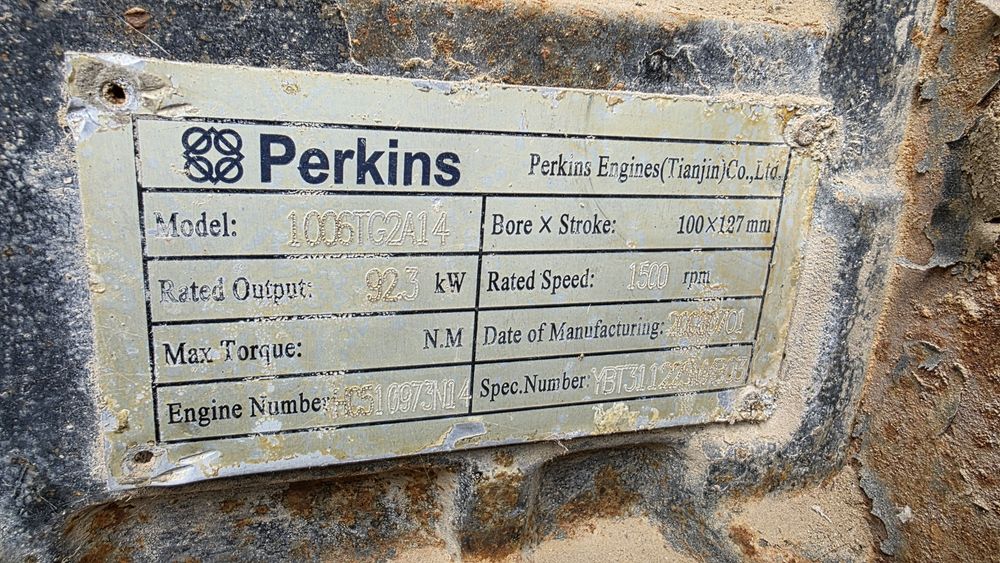 Perkins Perkins Engines(Tianjin)Co.,Ltd.
Model: 1006TG2A14 Bore X Stroke: 100×127 mm
Rated Output: 92.3 kW Rated Speed: 1500 rpm
Max Torque: N.M Date of Manufacturing:
Engine Number Spec.Number: